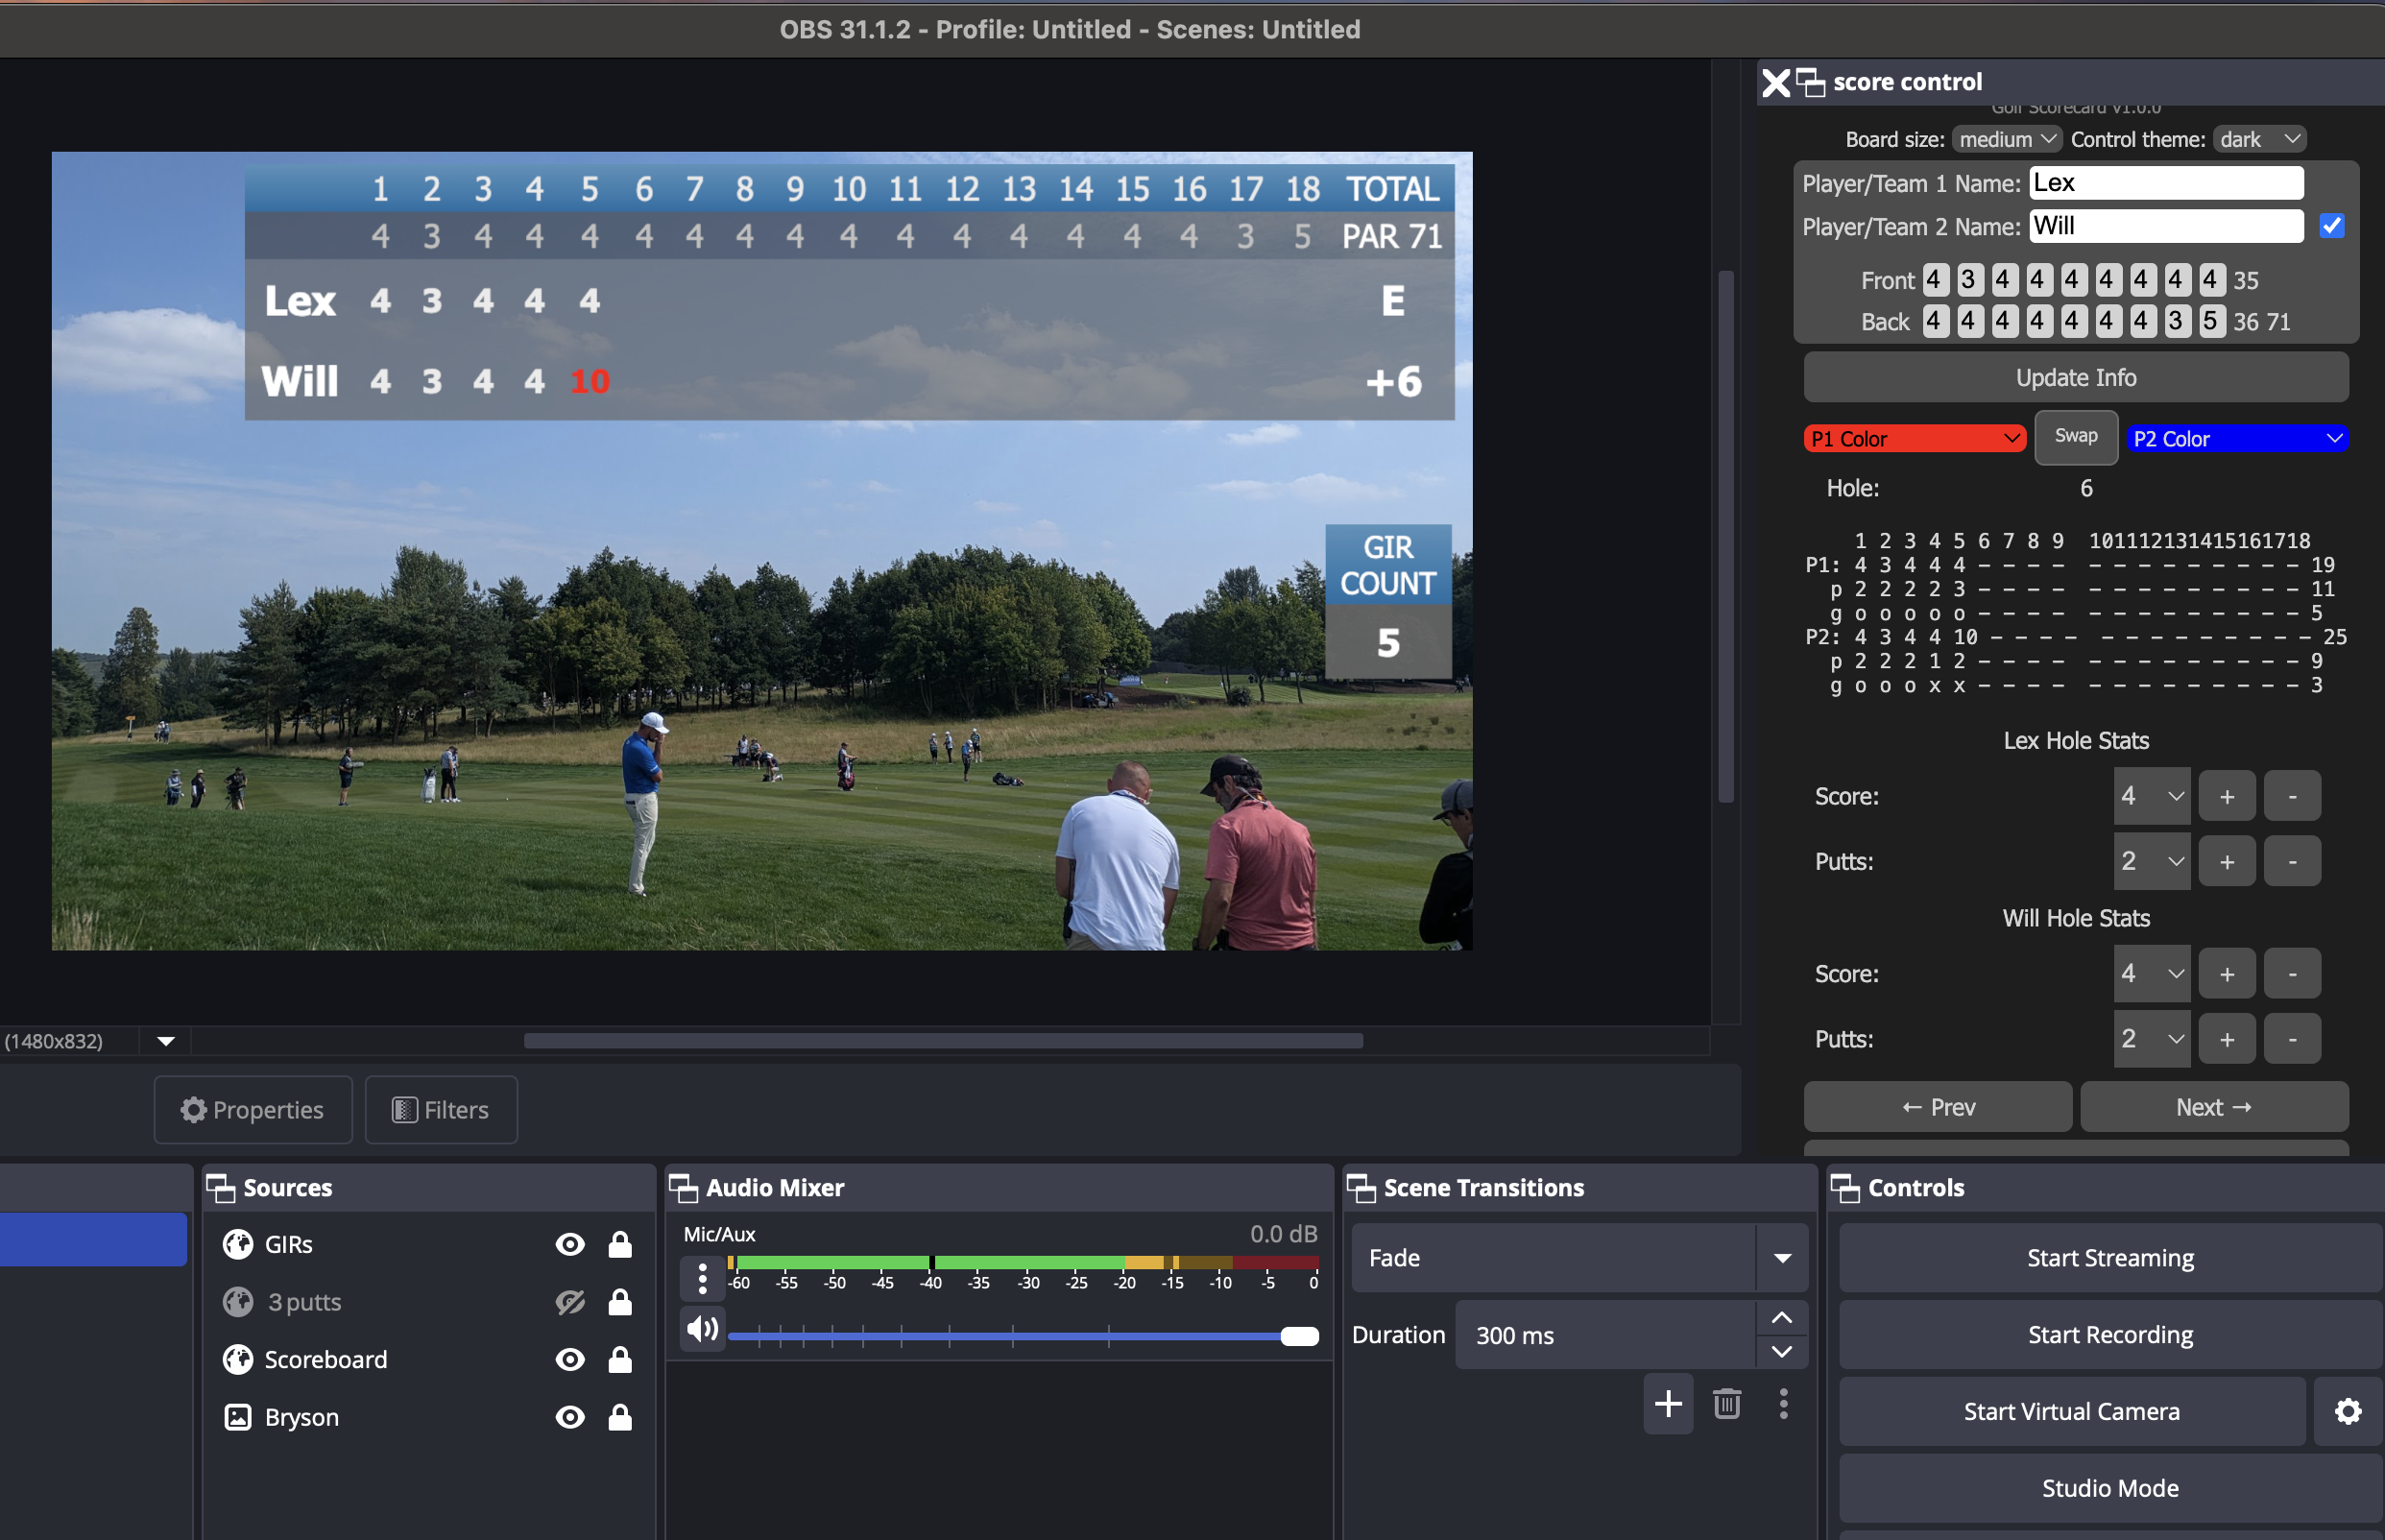 OBS 31.1.2 - Profile: Untitled - Scenes: Untitled
1 2 3 4 5 6 7 8 9 10 11 12 13 14 15 16 17 18 TOTAL
4 3 4 4 4 4 4 4 4 4 4 4 4 4 4 4 3 5 PAR 71
Lex 4 3 4 4 4 E
Will 4 3 4 4 10 +6
GIR
COUNT
5
score control
Golf Scorecard v1.0.0
Board size: medium Control theme: dark
Player/Team 1 Name: Lex
Player/Team 2 Name: Will
Front 4 3 4 4 4 4 4 4 4 35
Back 4 4 4 4 4 4 4 3 5 36 71
Update Info
P1 Color Swap P2 Color
Hole: 6
1 2 3 4 5 6 7 8 9 101112131415161718
P1: 4 3 4 4 4 - - - - - - - - - - - - - 19
p 2 2 2 2 3 - - - - - - - - - - - - - 11
g o o o o o - - - - - - - - - - - - - 5
P2: 4 3 4 4 10 - - - - - - - - - - - - - 25
p 2 2 2 1 2 - - - - - - - - - - - - - 9
g o o o x x - - - - - - - - - - - - - 3
Lex Hole Stats
Score: 4 + -
Putts: 2 + -
Will Hole Stats
Score: 4 + -
Putts: 2 + -
← Prev Next →
(1480x832)
Properties Filters
Sources
GIRs
3 putts
Scoreboard
Bryson
Audio Mixer
Mic/Aux 0.0 dB
-60 -55 -50 -45 -40 -35 -30 -25 -20 -15 -10 -5 0
Scene Transitions
Fade
Duration 300 ms
Controls
Start Streaming
Start Recording
Start Virtual Camera
Studio Mode